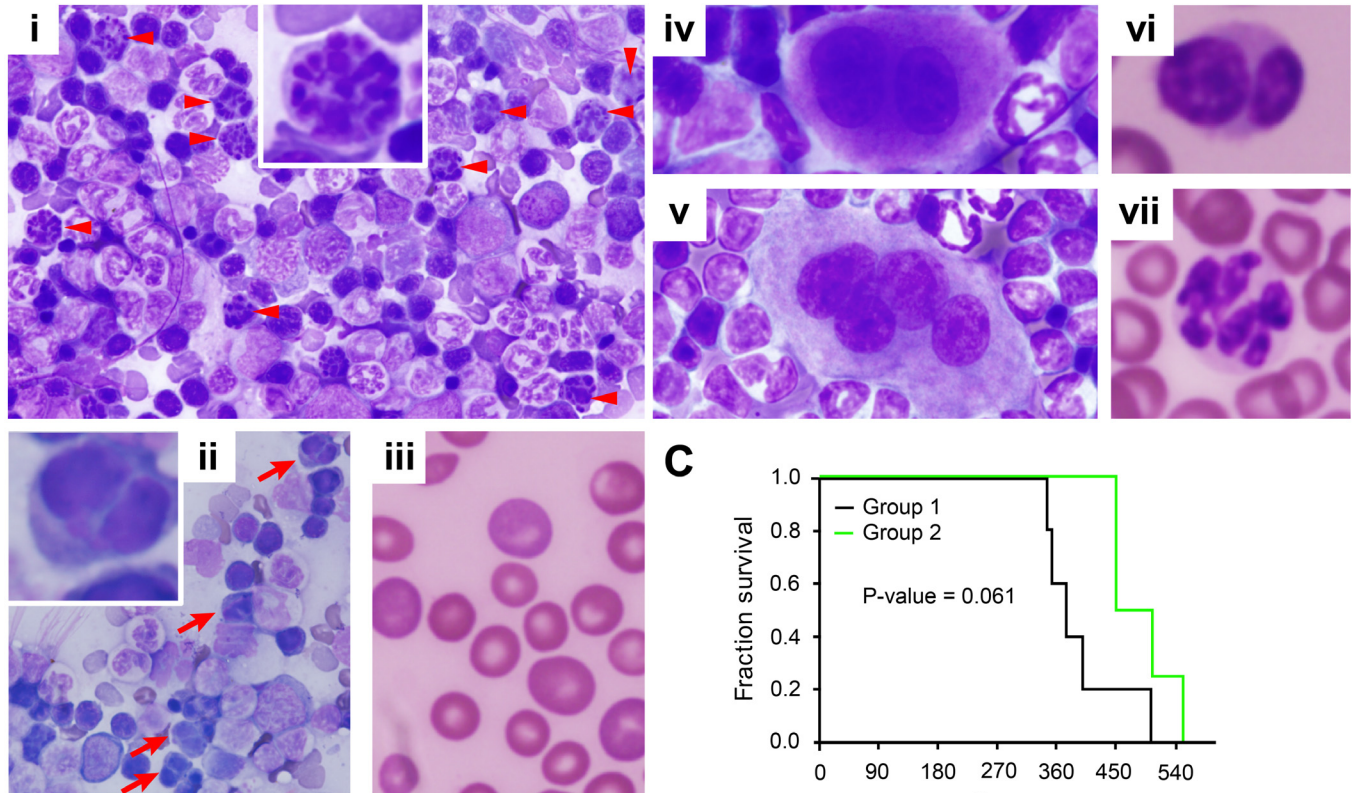 i
iv
vi
v
vii
ii
iii
C
1.0
0.8
0.6
0.4
0.2
0.0
Fraction survival
Group 1
Group 2
P-value = 0.061
0 90 180 270 360 450 540